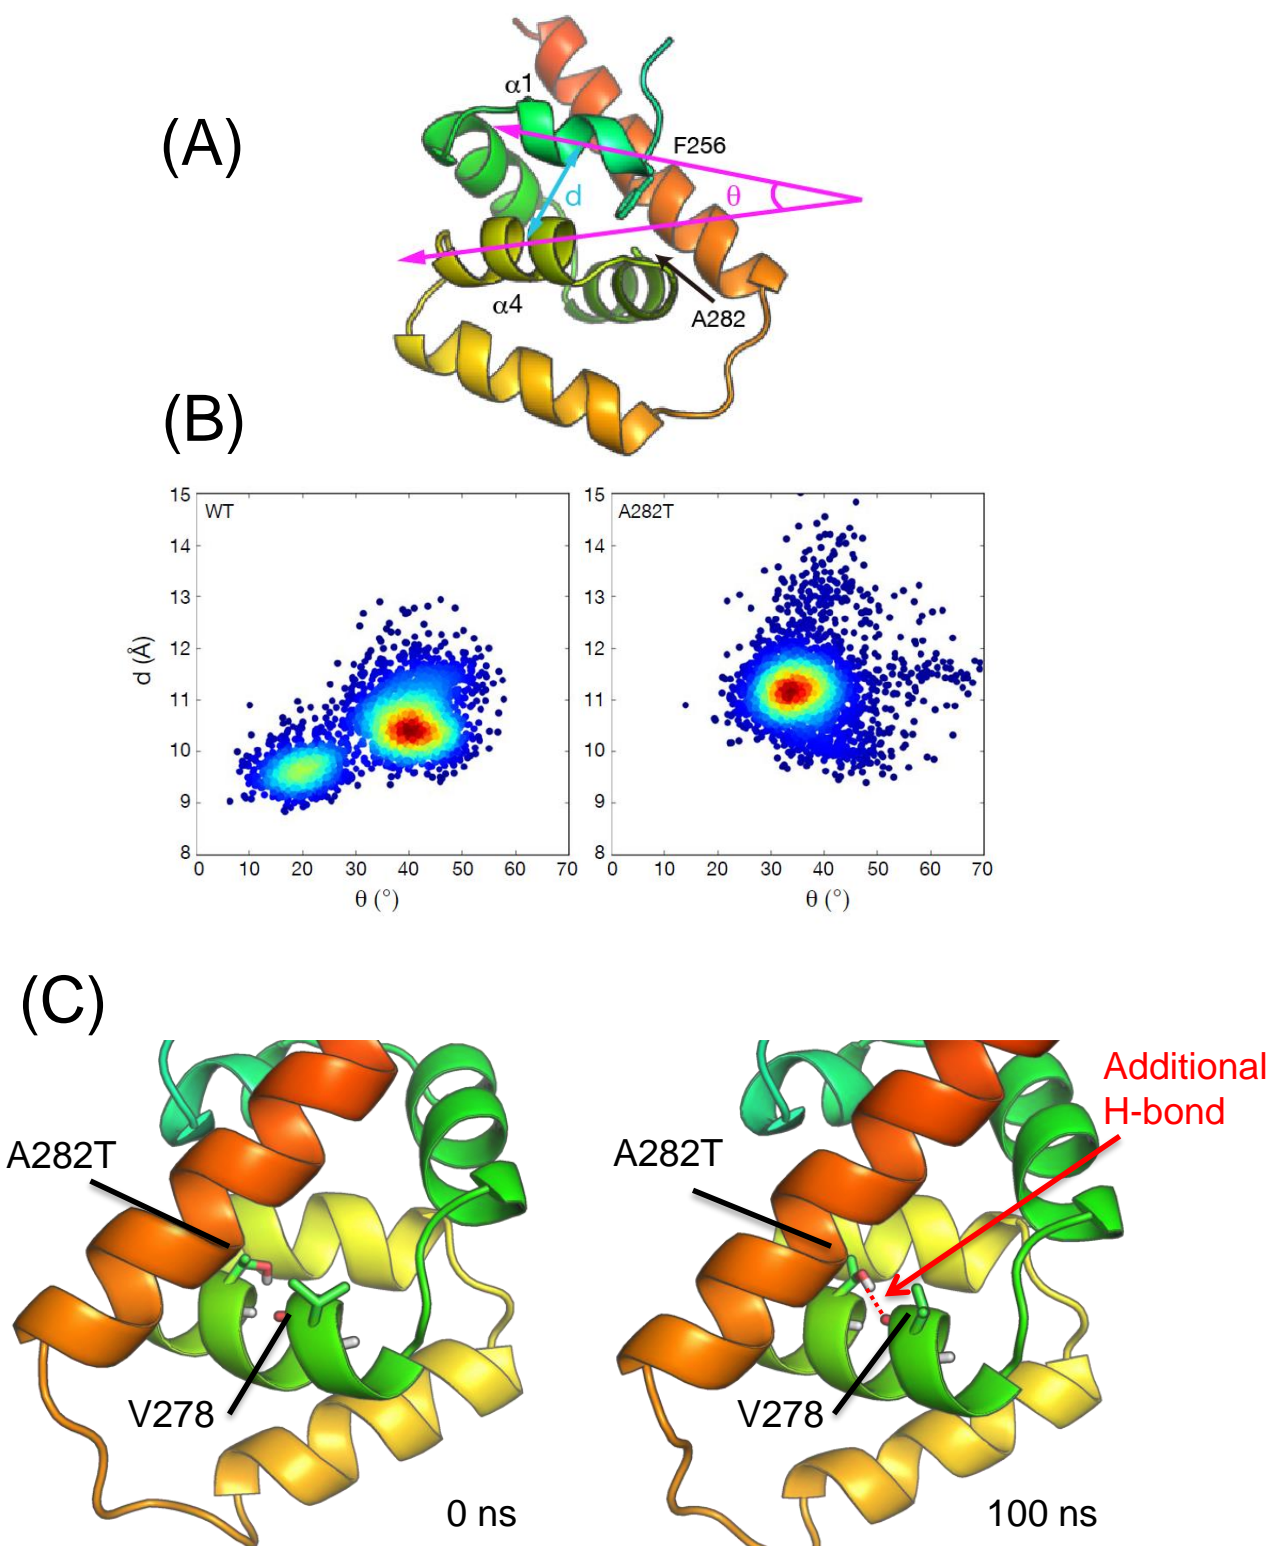 (A)
α1
F256
d
θ
α4
A282
(B)
WT
A282T
15
14
13
12
11
10
9
8
d (Å)
0 10 20 30 40 50 60 70
θ (°)
15
14
13
12
11
10
9
8
0 10 20 30 40 50 60 70
θ (°)
(C)
A282T
V278
0 ns
Additional
H-bond
A282T
V278
100 ns